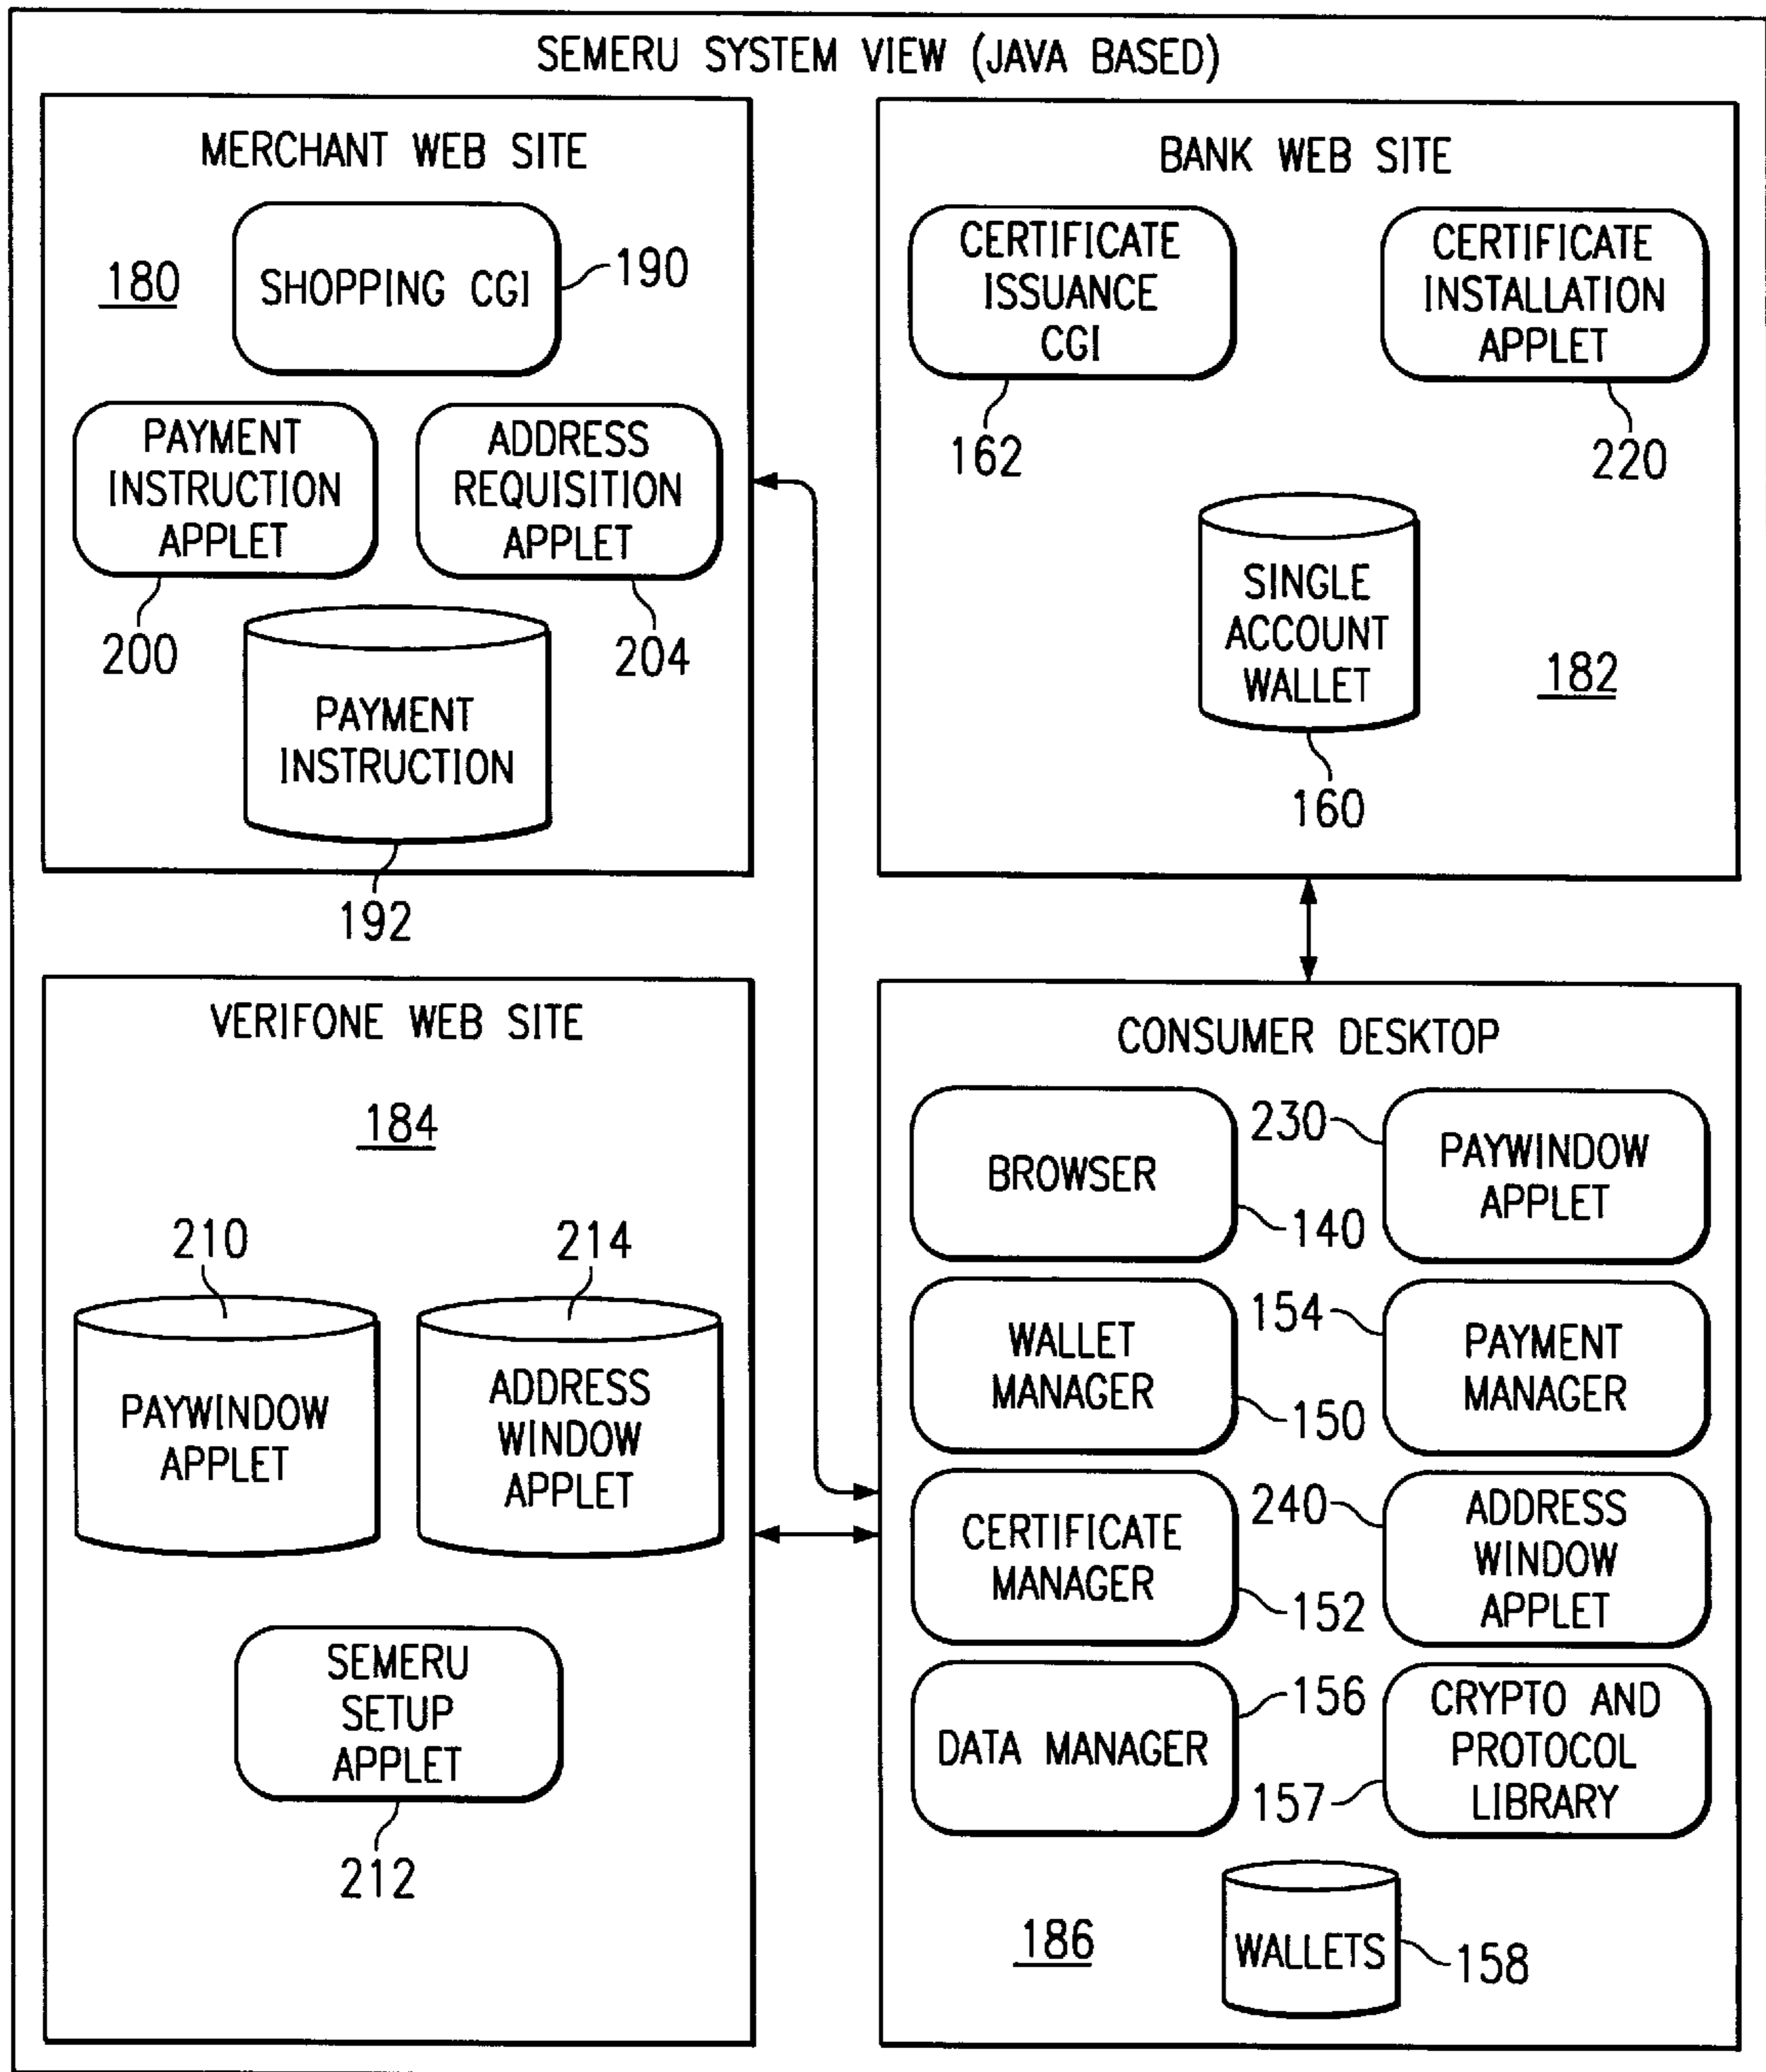 SEMERU SYSTEM VIEW (JAVA BASED)
MERCHANT WEB SITE
180
SHOPPING CGI
190
PAYMENT
INSTRUCTION
APPLET
200
ADDRESS
REQUISITION
APPLET
204
PAYMENT
INSTRUCTION
192
BANK WEB SITE
CERTIFICATE
ISSUANCE
CGI
162
CERTIFICATE
INSTALLATION
APPLET
220
SINGLE
ACCOUNT
WALLET
160
182
VERIFONE WEB SITE
184
210
PAYWINDOW
APPLET
214
ADDRESS
WINDOW
APPLET
SEMERU
SETUP
APPLET
212
CONSUMER DESKTOP
BROWSER
140
230
PAYWINDOW
APPLET
WALLET
MANAGER
150
154
PAYMENT
MANAGER
CERTIFICATE
MANAGER
152
240
ADDRESS
WINDOW
APPLET
DATA MANAGER
156
157
CRYPTO AND
PROTOCOL
LIBRARY
186
WALLETS
158